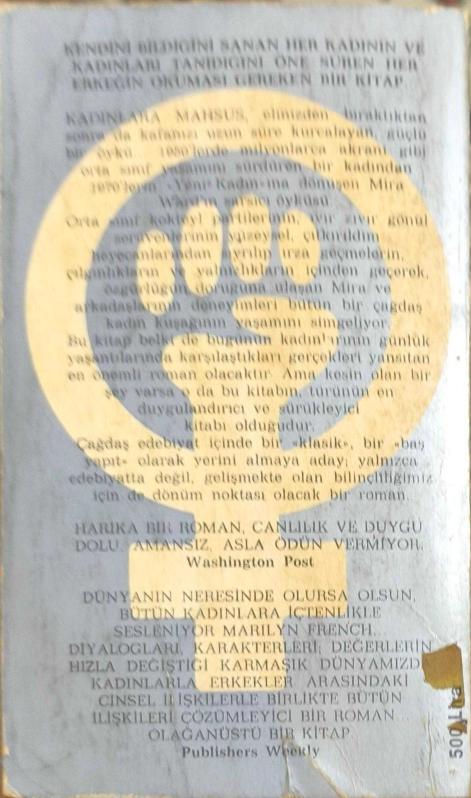 KENDİNİ BİLDİĞİNİ SANAN HER KADININ VE
KADINLARI TANIDIĞINI ÖNE SÜREN HER
ERKEĞİN OKUMASI GEREKEN BİR KİTAP
KADINLARA MAHSUS, elinizden bıraktıktan
sonra da kafanızı uzun süre kurcalayan, güçlü
bir öykü 1950'lerde milyonlarca akranı gibi
orta sınıf yaşamını sürdüren bir kadından
1970'lerin «Yeni Kadın»ına dönüşen Mira
öyküsü.
Orta sınıf kokteyl partilerinin, ıvır zıvır gönül
serüvenlerinin yüzeysel, çıkırıldım
heyecanlarından ayrılıp ırza geçmelerin,
çılgınlıkların ve yalnızlıkların içinden geçerek,
özgürlüğün doruğuna ulaşan Mira ve
arkadaşlarının deneyimleri bütün bir çağdaş
kadın kuşağının yaşamını simgeliyor.
Bu kitap belki de bugünün kadınlarının günlük
yaşantılarında karşılaştıkları gerçekleri yansıtan
en önemli roman olacaktır. Ama kesin olan bir
şey varsa o da bu kitabın, türünün en
duygulandırıcı ve sürükleyici
kitabı olduğudur.
Çağdaş edebiyat içinde bir «klasik», bir «baş
yapıt» olarak yerini almaya aday; yalnızca
edebiyatta değil, gelişmekte olan bilinçliliğimiz
için de dönüm noktası olacak bir roman.
HARİKA BİR ROMAN, CANLILIK VE DUYGU
DOLU. AMANSIZ, ASLA ÖDÜN VERMİYOR.
Washington Post
DÜNYANIN NERESİNDE OLURSA OLSUN,
BÜTÜN KADINLARA İÇTENLİKLE
SESLENİYOR MARILYN FRENCH...
DİYALOGLARI, KARAKTERLERİ, DEĞERLERİN
HIZLA DEĞİŞTİĞİ KARMAŞIK DÜNYAMIZD
KADINLARLA ERKEKLER ARASINDAKİ
CİNSEL İLİŞKİLERLE BİRLİKTE BÜTÜN
İLİŞKİLERİ ÇÖZÜMLEYİCİ BİR ROMAN...
OLAĞANÜSTÜ BİR KİTAP.
Publishers Weekly
500 Lira